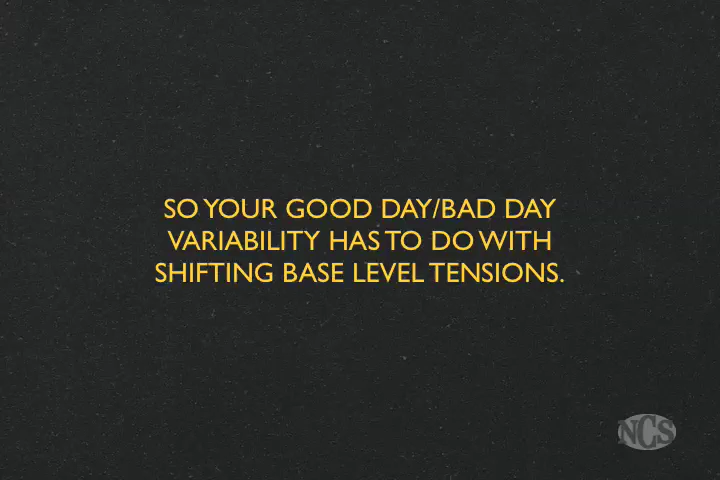 SO YOUR GOOD DAY/BAD DAY
VARIABILITY HAS TO DO WITH
SHIFTING BASE LEVEL TENSIONS.
NCS